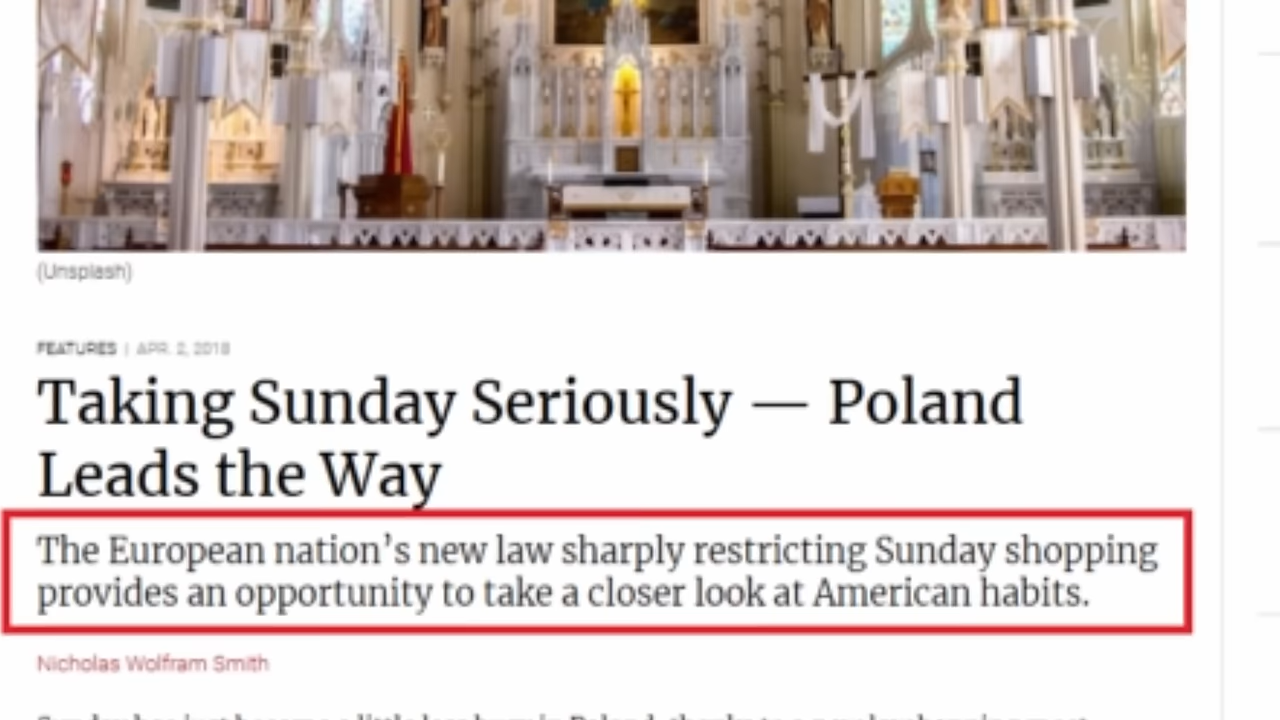 (Unsplash)
FEATURES | APR. 2, 2018
Taking Sunday Seriously — Poland
Leads the Way
The European nation’s new law sharply restricting Sunday shopping
provides an opportunity to take a closer look at American habits.
Nicholas Wolfram Smith